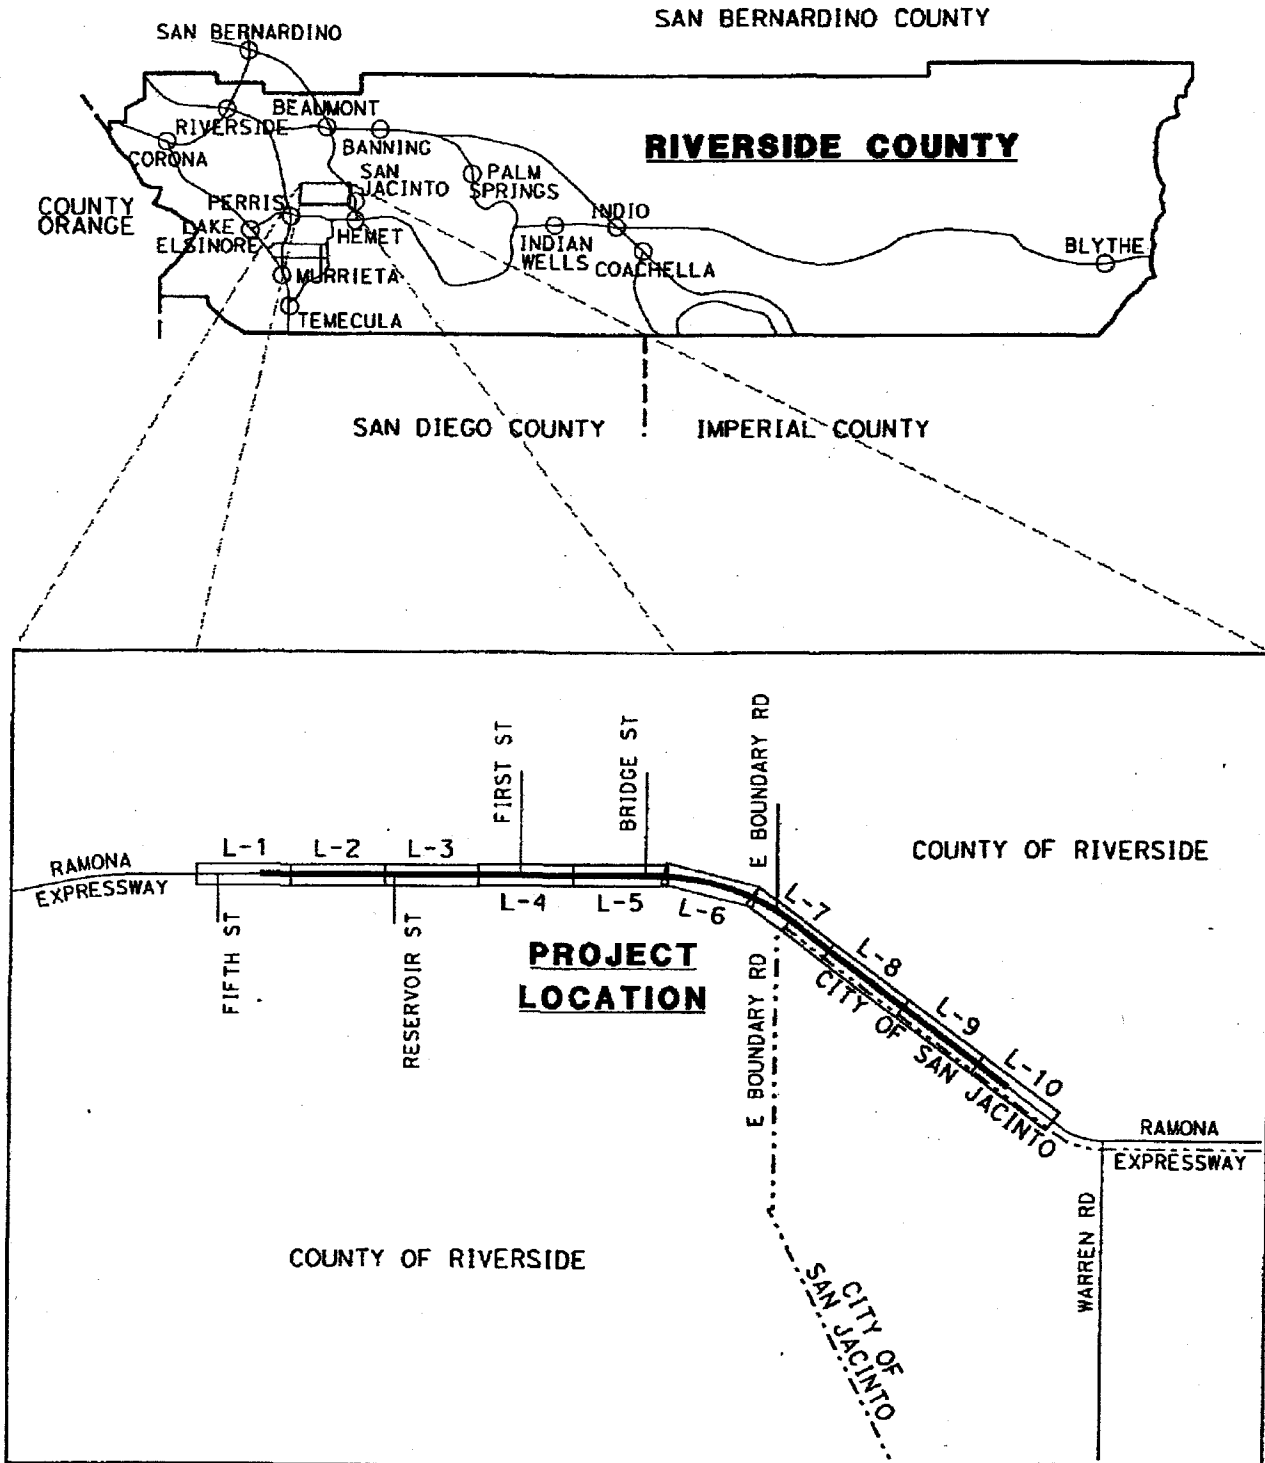 SAN BERNARDINO COUNTY
SAN BERNARDINO
BEAUMONT
RIVERSIDE
RIVERSIDE COUNTY
BANNING
CORONA
SAN
JACINTO
PALM
SPRINGS
PERRIS
COUNTY
ORANGE
LAKE
ELSINORE
HEMET
INDIO
INDIAN
WELLS
COACHELLA
BLYTHE
MURRIETA
TEMECULA
SAN DIEGO COUNTY
IMPERIAL COUNTY
E BOUNDARY RD
BRIDGE ST
FIRST ST
RAMONA
EXPRESSWAY
L-1
L-2
L-3
L-4
L-5
L-6
L-7
L-8
L-9
L-10
COUNTY OF RIVERSIDE
FIFTH ST
RESERVOIR ST
PROJECT
LOCATION
E BOUNDARY RD
CITY OF SAN JACINTO
RAMONA
EXPRESSWAY
WARREN RD
COUNTY OF RIVERSIDE
CITY OF
SAN JACINTO